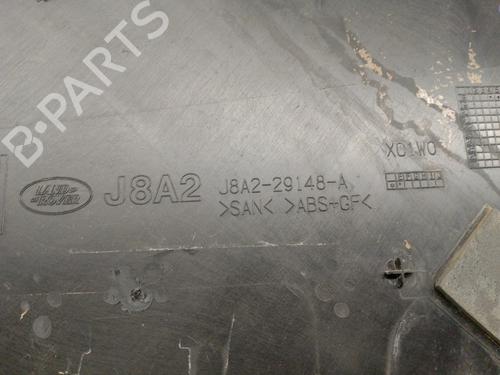 B-PARTS
LAND
ROVER
J8A2
J8A2-29148-A
>SAN< >ABS+GF<
XD1W0